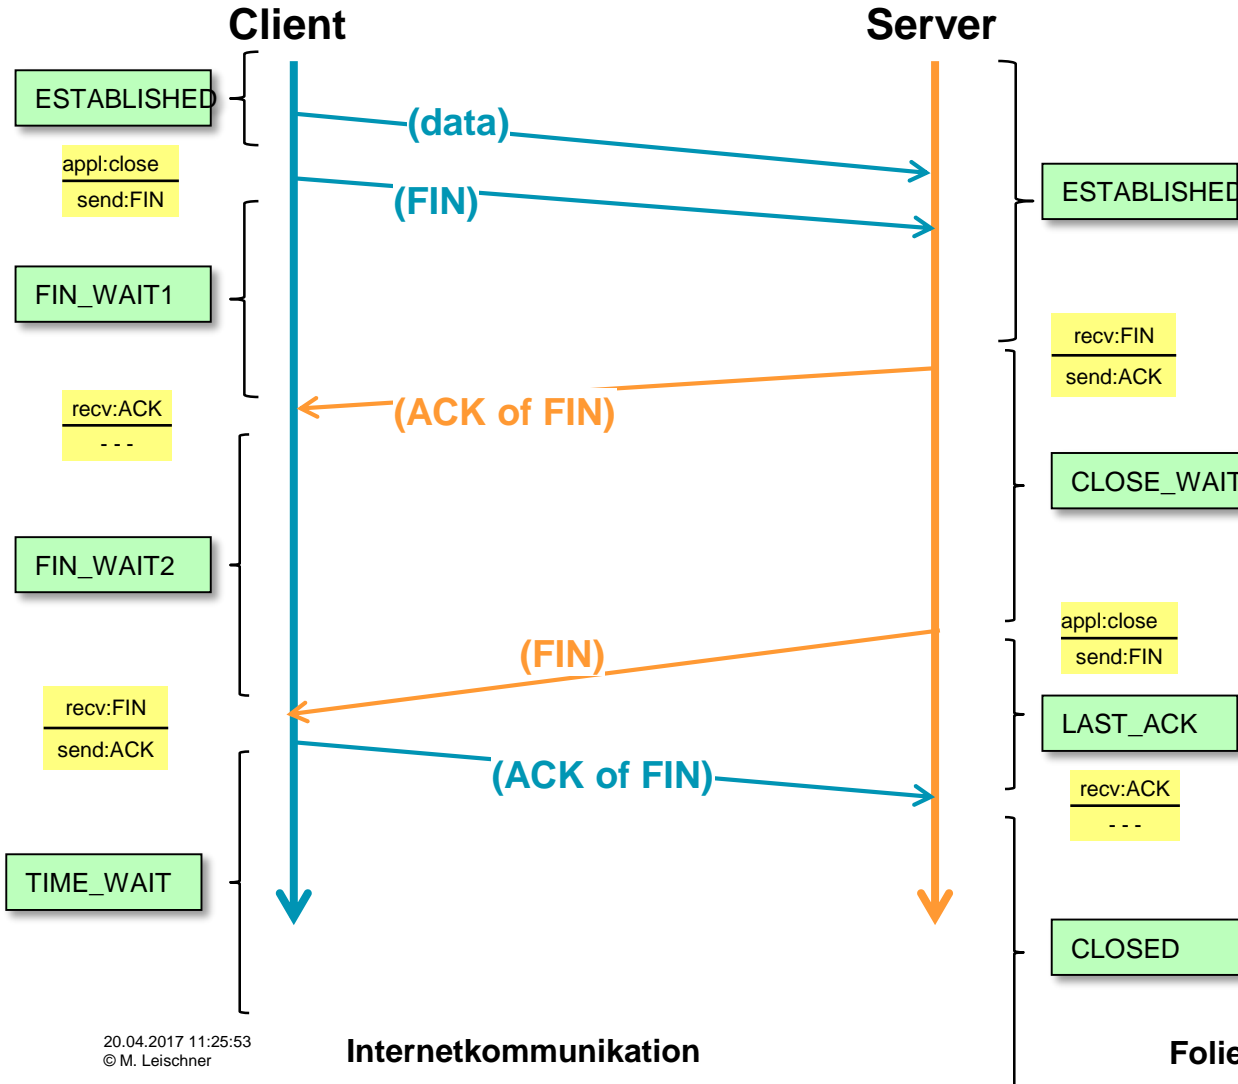 Client
Server
ESTABLISHED
(data)
appl:close
send:FIN
(FIN)
ESTABLISHED
FIN_WAIT1
recv:FIN
send:ACK
recv:ACK
- - -
(ACK of FIN)
CLOSE_WAIT
FIN_WAIT2
appl:close
send:FIN
(FIN)
recv:FIN
send:ACK
LAST_ACK
(ACK of FIN)
recv:ACK
- - -
TIME_WAIT
CLOSED
20.04.2017 11:25:53
© M. Leischner
Internetkommunikation
Folie